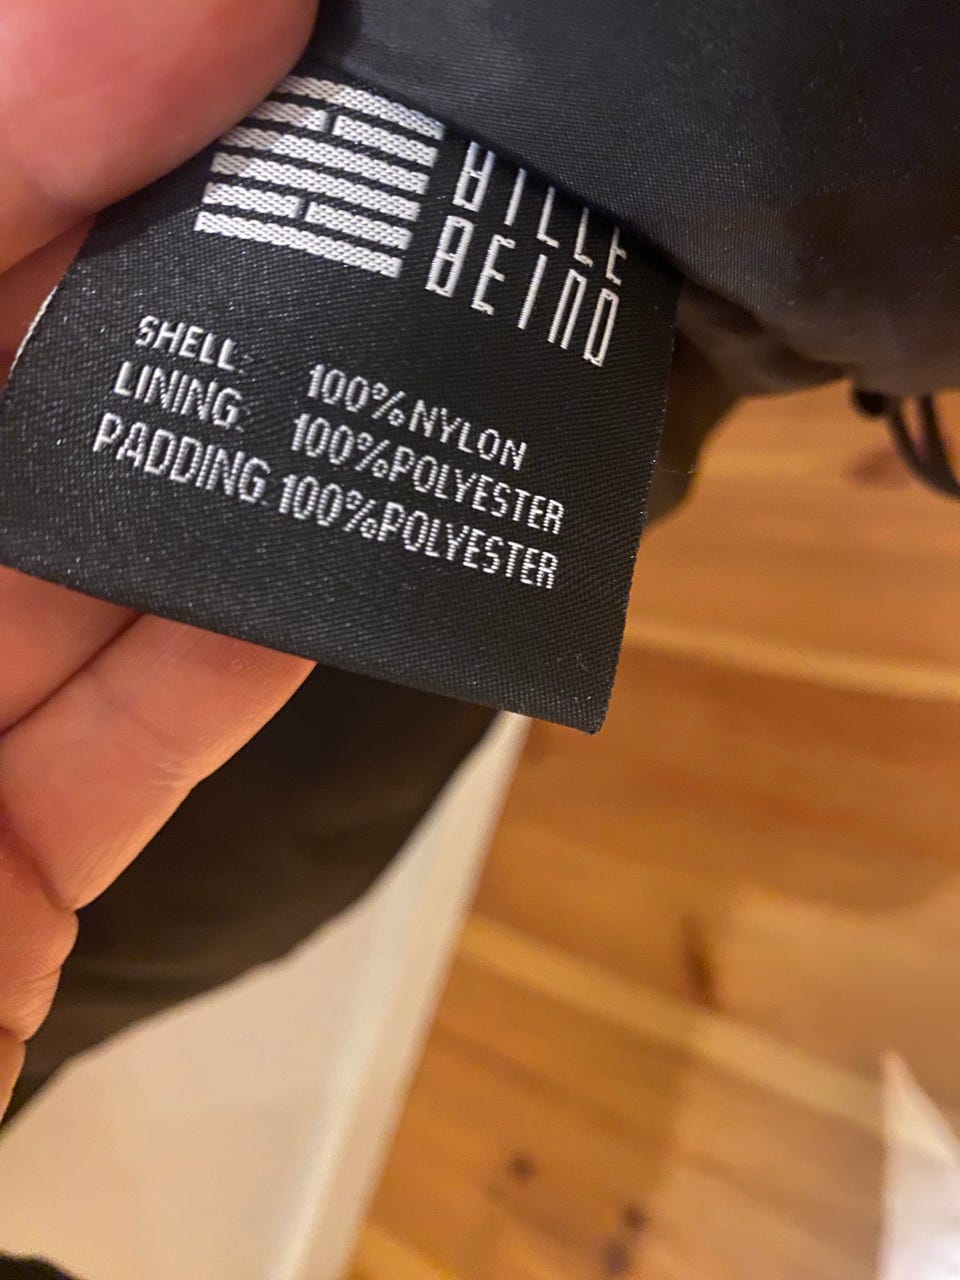 BILLE
BEINO
SHELL: 100%NYLON
LINING: 100%POLYESTER
PADDING:100%POLYESTER